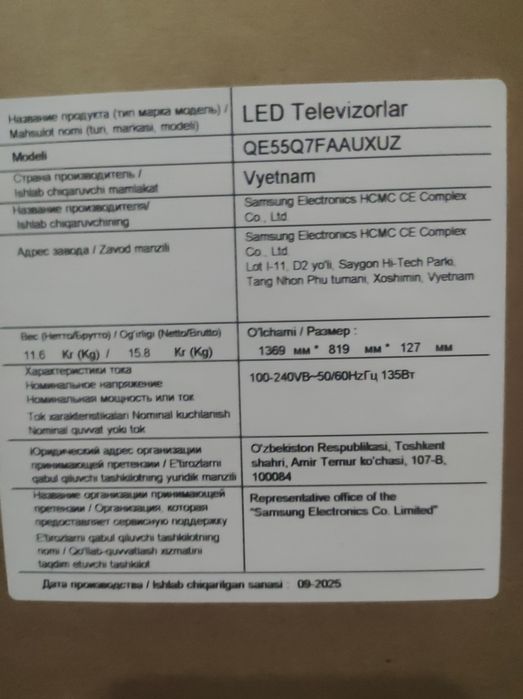 Название продукта (тип марка модель) /
Mahsulot nomi (turi, markasi, modeli)
LED Televizorlar
Modeli
QE55Q7FAAUXUZ
Страна производитель /
Ishlab chiqaruvchi mamlakat
Vyetnam
Название производителя/
Ishlab chiqaruvchining
Samsung Electronics HCMC CE Complex
Co., Ltd.
Адрес завода / Zavod manzili
Samsung Electronics HCMC CE Complex
Co., Ltd.
Lot I-11, D2 yo'li, Saygon Hi-Tech Parki,
Tang Nhon Phu tumani, Xoshimin, Vyetnam
Вес (Нетто/Брутто) / Og'irligi (Netto/Brutto)
11.6 Кг (Kg) / 15.8 Кг (Kg)
O'lchami / Размер :
1369 мм * 819 мм * 127 мм
Характеристики тока
Номинальное напряжение
Номинальная мощность или ток
Tok xarakteristikalari Nominal kuchlanish
Nominal quvvat yoki tok
100-240VB~50/60HzГц 135Вт
Юридический адрес организации
принимающей претензии / E'tirozlarni
qabul qiluvchi tashkilotning yuridik manzili
O'zbekiston Respublikasi, Toshkent
shahri, Amir Temur ko'chasi, 107-B,
100084
Название организации принимающей
претензии / Организация, которая
предоставляет сервисную поддержку
E'tirozlarni qabul qiluvchi tashkilotning
nomi / Qo'llab-quvvatlash xizmatini
taqdim etuvchi tashkilot
Representative office of the
"Samsung Electronics Co. Limited"
Дата производства / Ishlab chiqarilgan sanasi : 09-2025